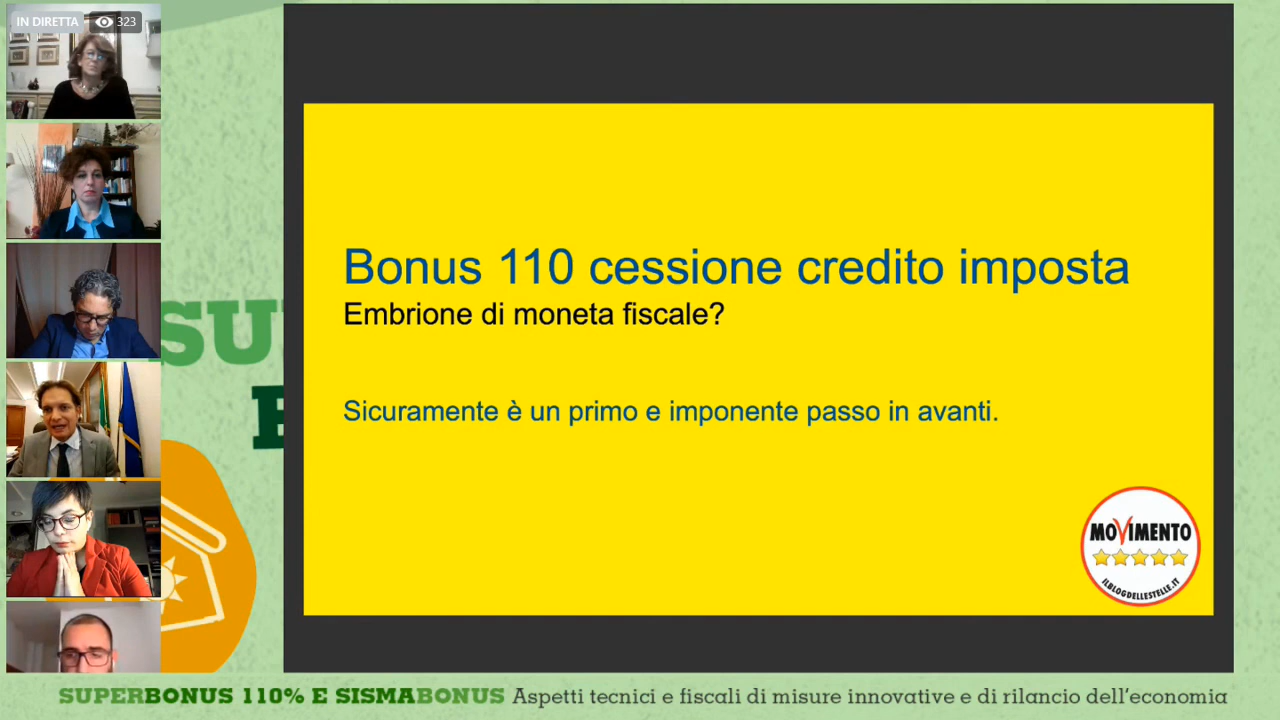 IN DIRETTA 323
Bonus 110 cessione credito imposta
Embrione di moneta fiscale?
Sicuramente è un primo e imponente passo in avanti.
MOVIMENTO
ILBLOGDELLESTELLE.IT
SU
SUPERBONUS 110% E SISMABONUS Aspetti tecnici e fiscali di misure innovative e di rilancio dell'economia